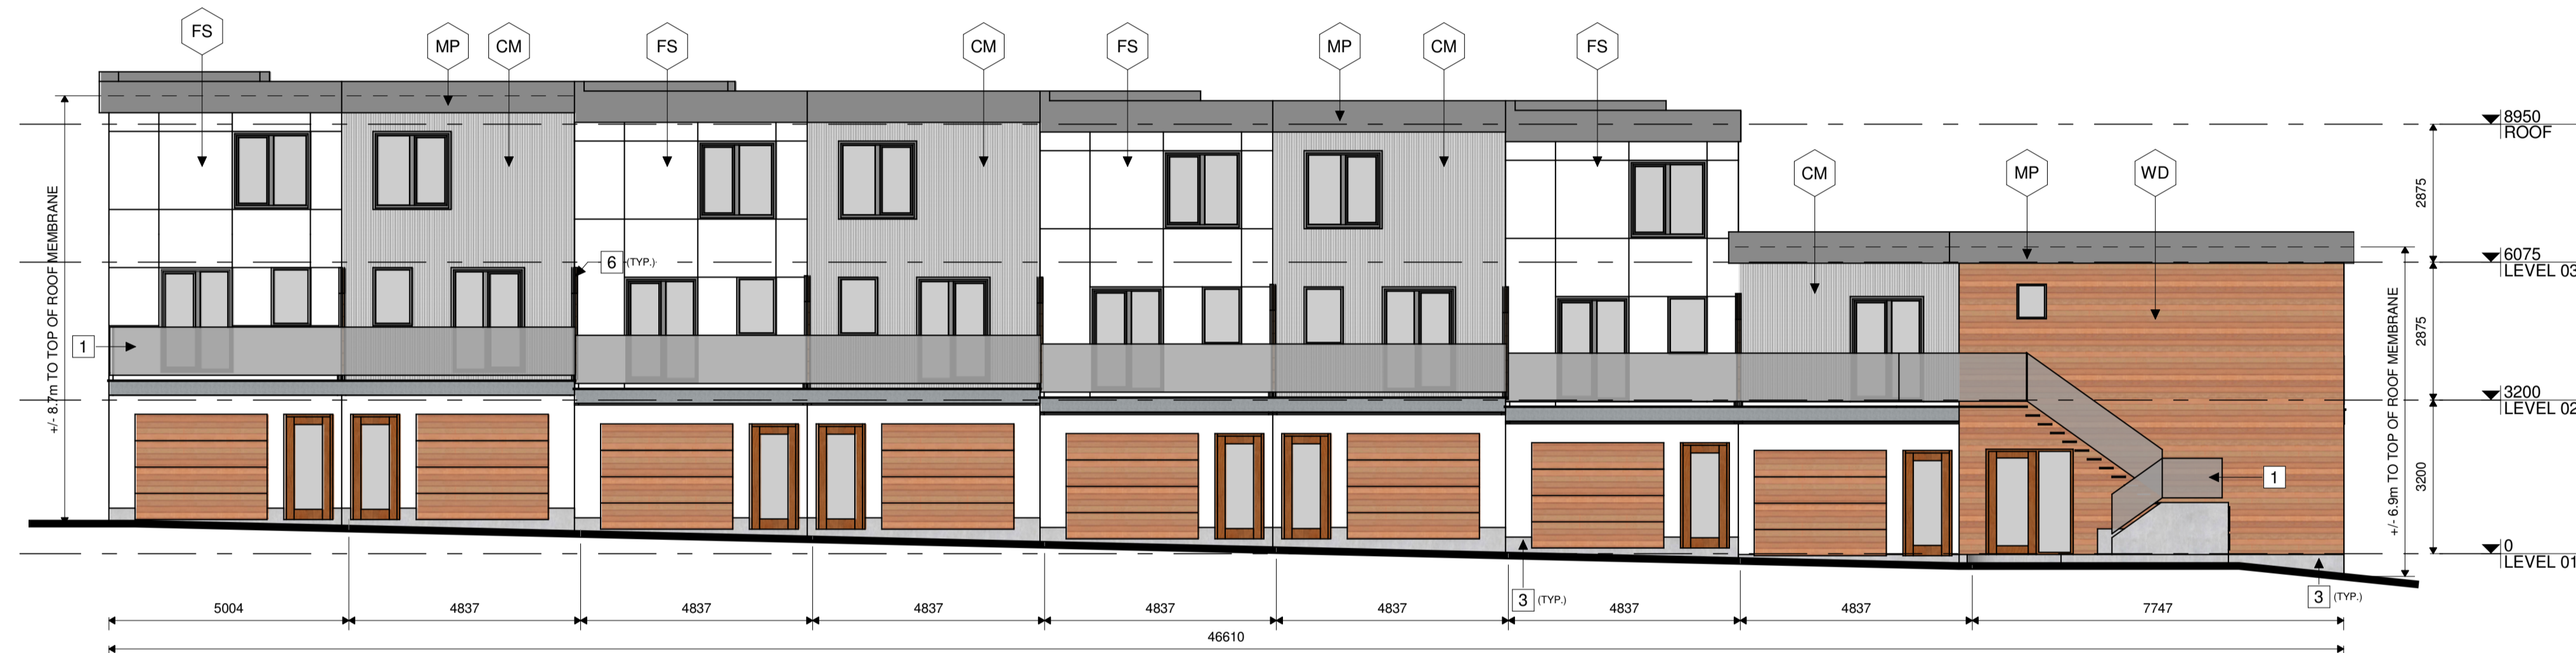 FS
MP
CM
FS
CM
FS
MP
CM
FS
8950
ROOF
CM
MP
WD
2875
6 (TYP.)
6075
LEVEL 03
+/- 8.7m TO TOP OF ROOF MEMBRANE
1
2875
+/- 6.9m TO TOP OF ROOF MEMBRANE
3200
LEVEL 02
1
3200
0
LEVEL 01
3 (TYP.)
3 (TYP.)
5004
4837
4837
4837
4837
4837
4837
4837
7747
46610